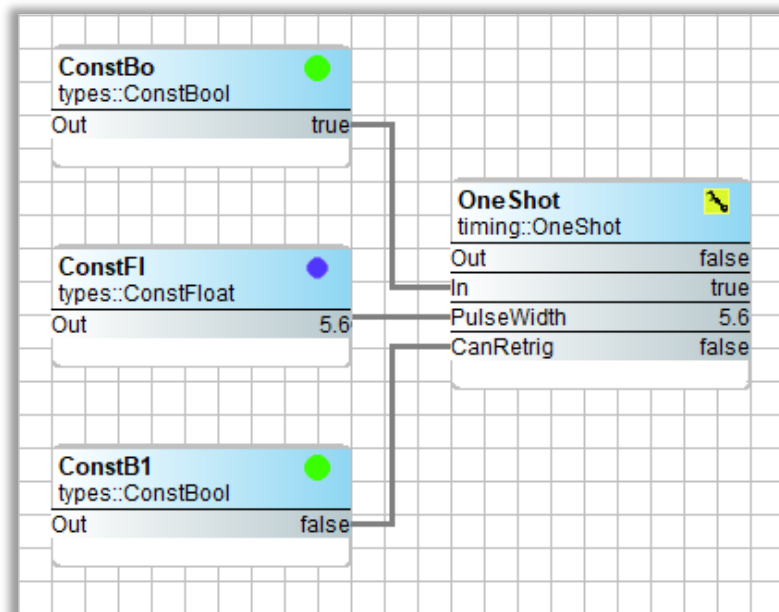 ConstBo
types::ConstBool
Out true
ConstFl
types::ConstFloat
Out 5.6
ConstB1
types::ConstBool
Out false
OneShot
timing::OneShot
Out false
In true
PulseWidth 5.6
CanRetrig false